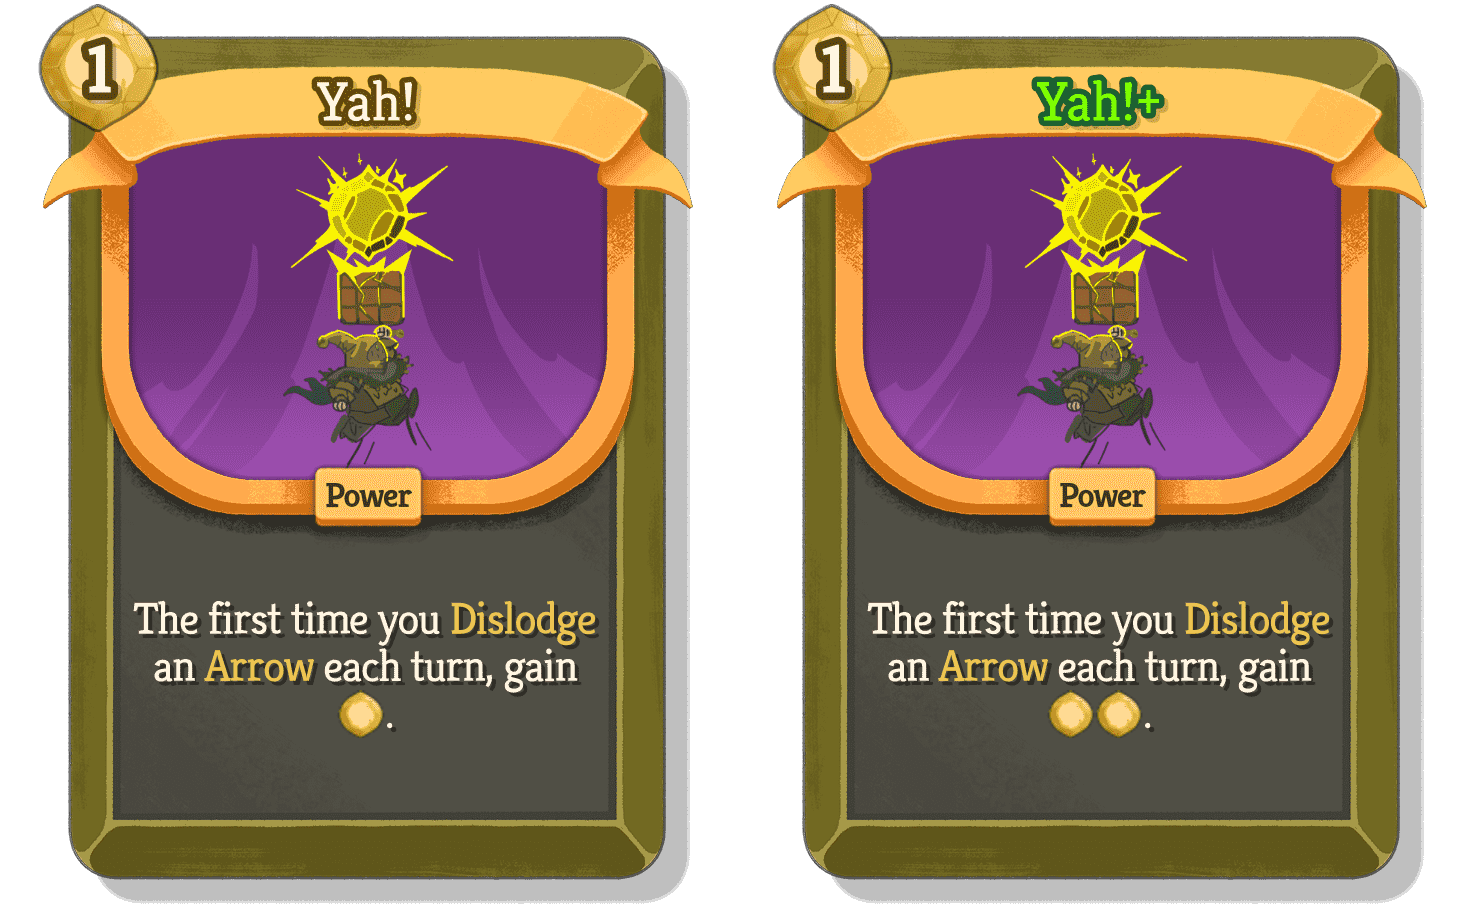 1
Yah!
Power
The first time you Dislodge
an Arrow each turn, gain
.
1
Yah!+
Power
The first time you Dislodge
an Arrow each turn, gain
.